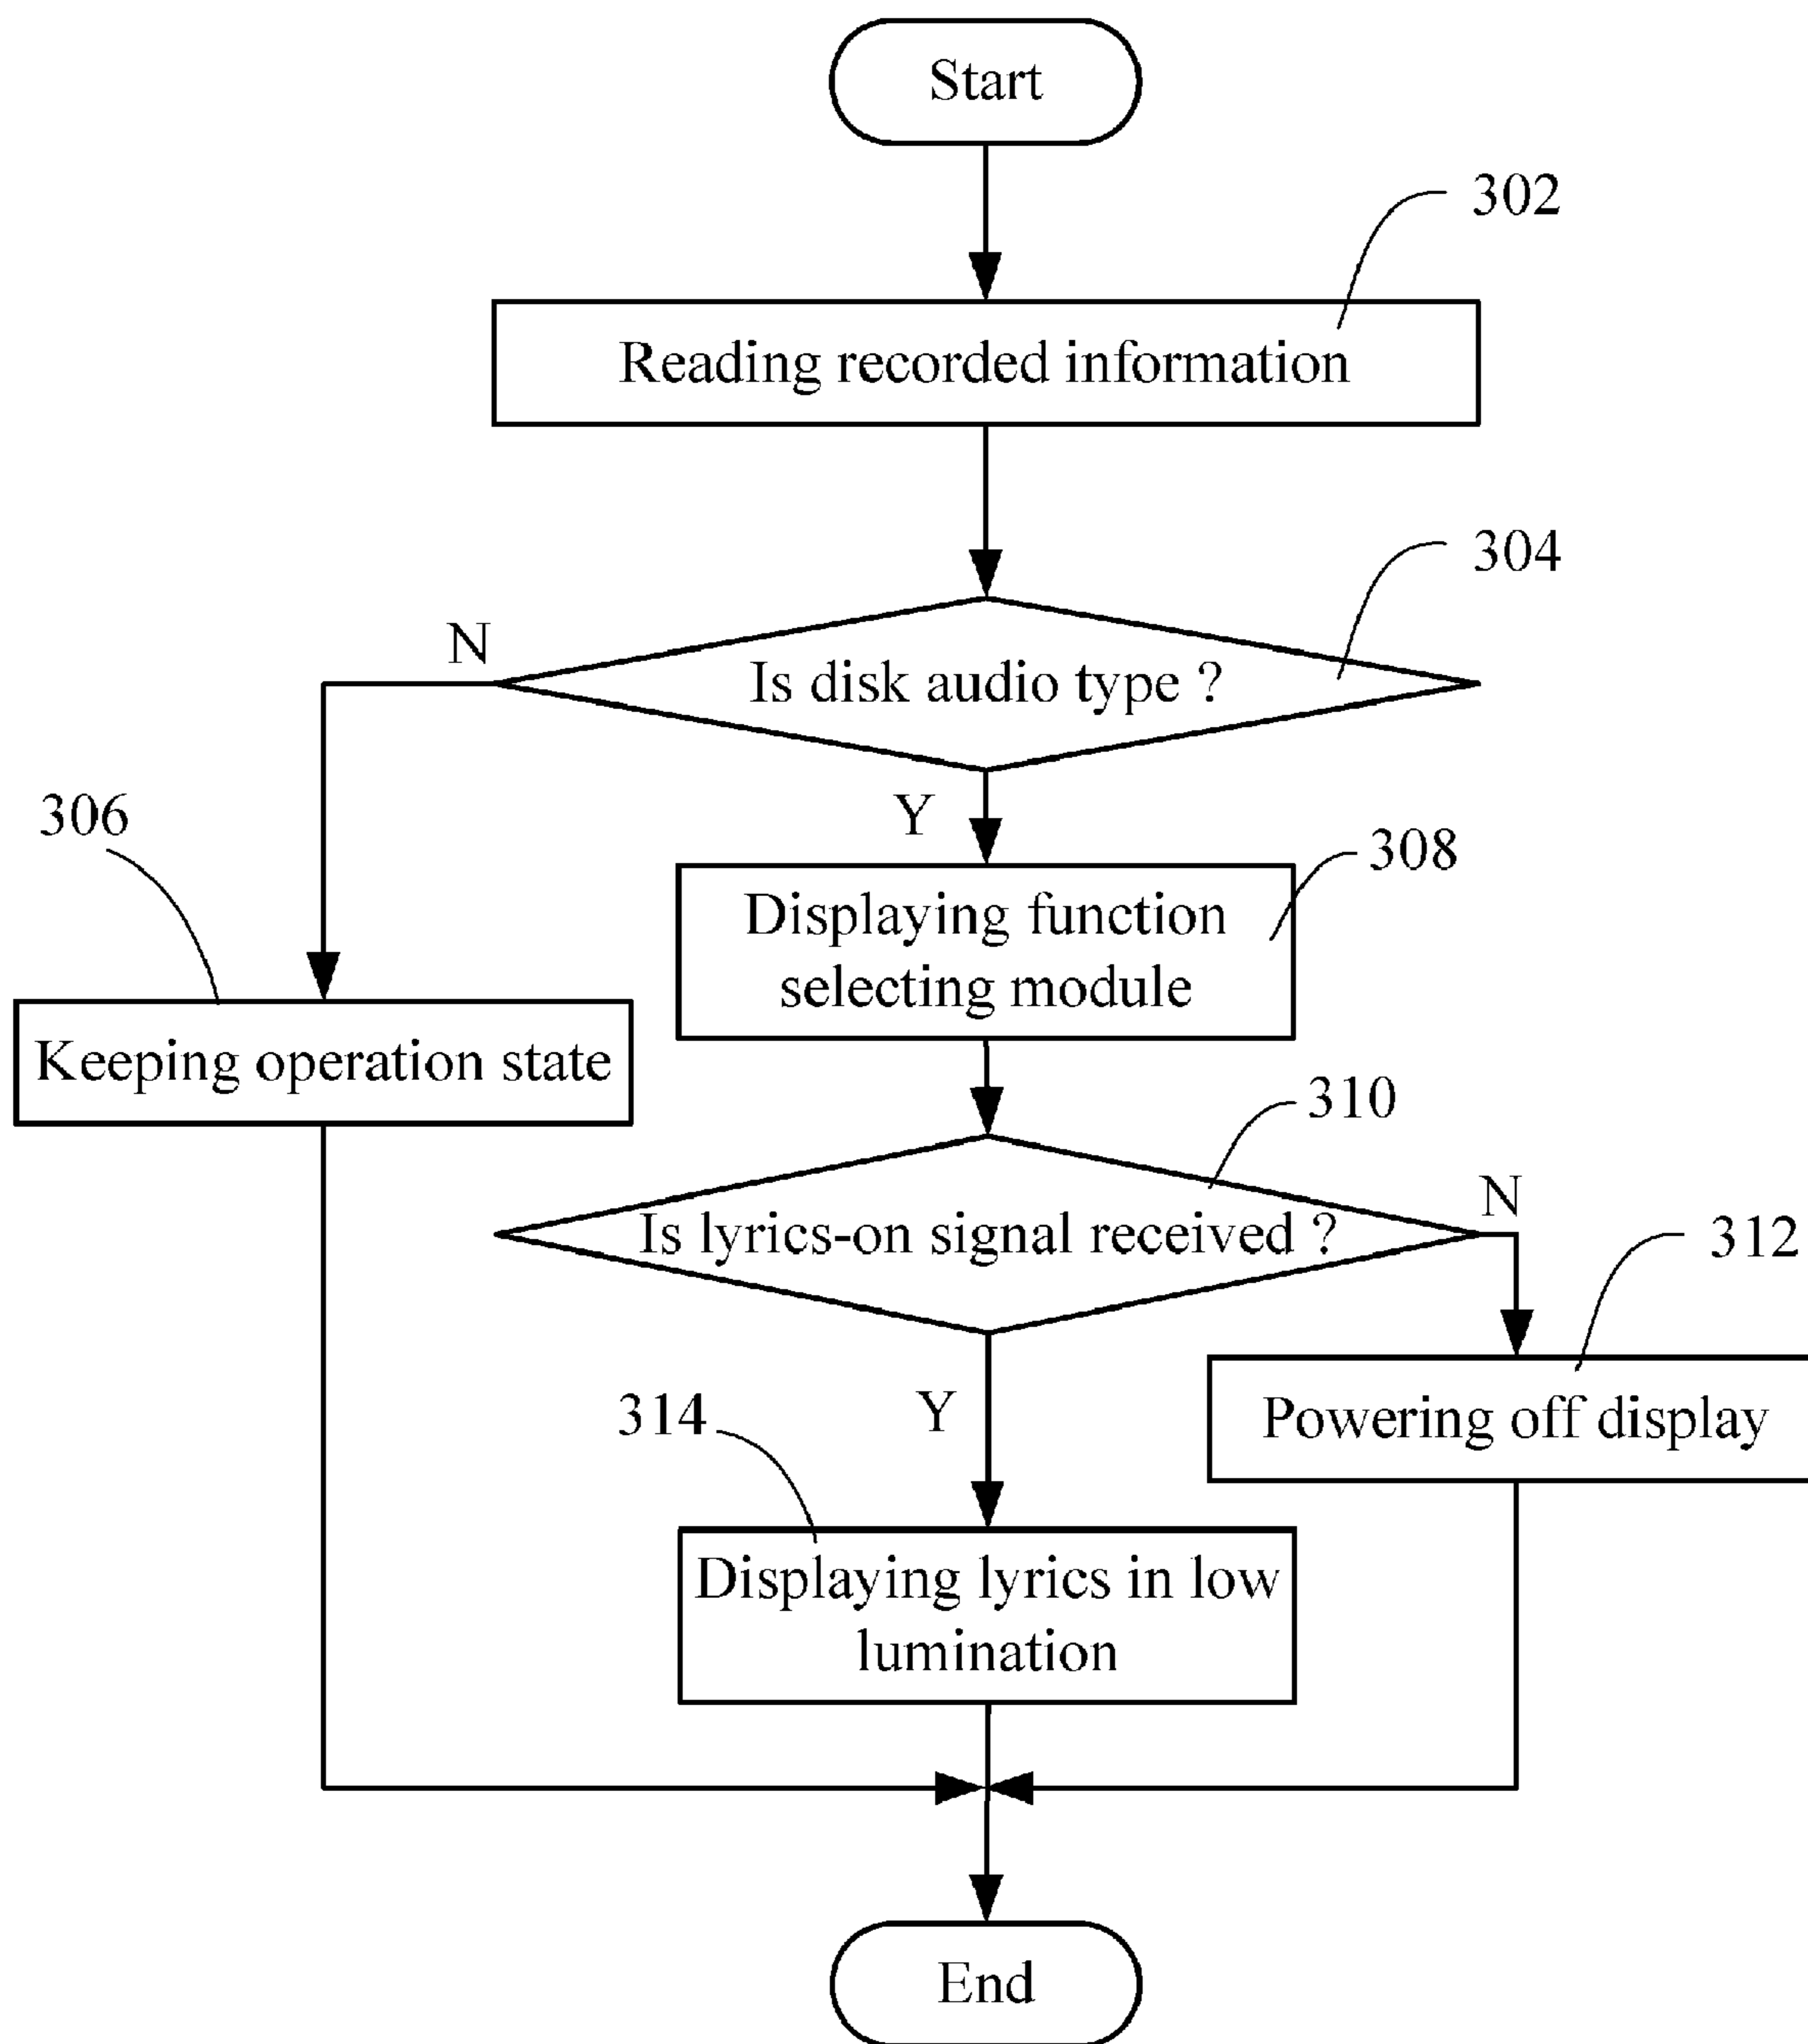 Start
302
Reading recorded information
304
N
Is disk audio type ?
306
Y
308
Displaying function
selecting module
Keeping operation state
310
N
Is lyrics-on signal received ?
312
314
Y
Powering off display
Displaying lyrics in low
lumination
End